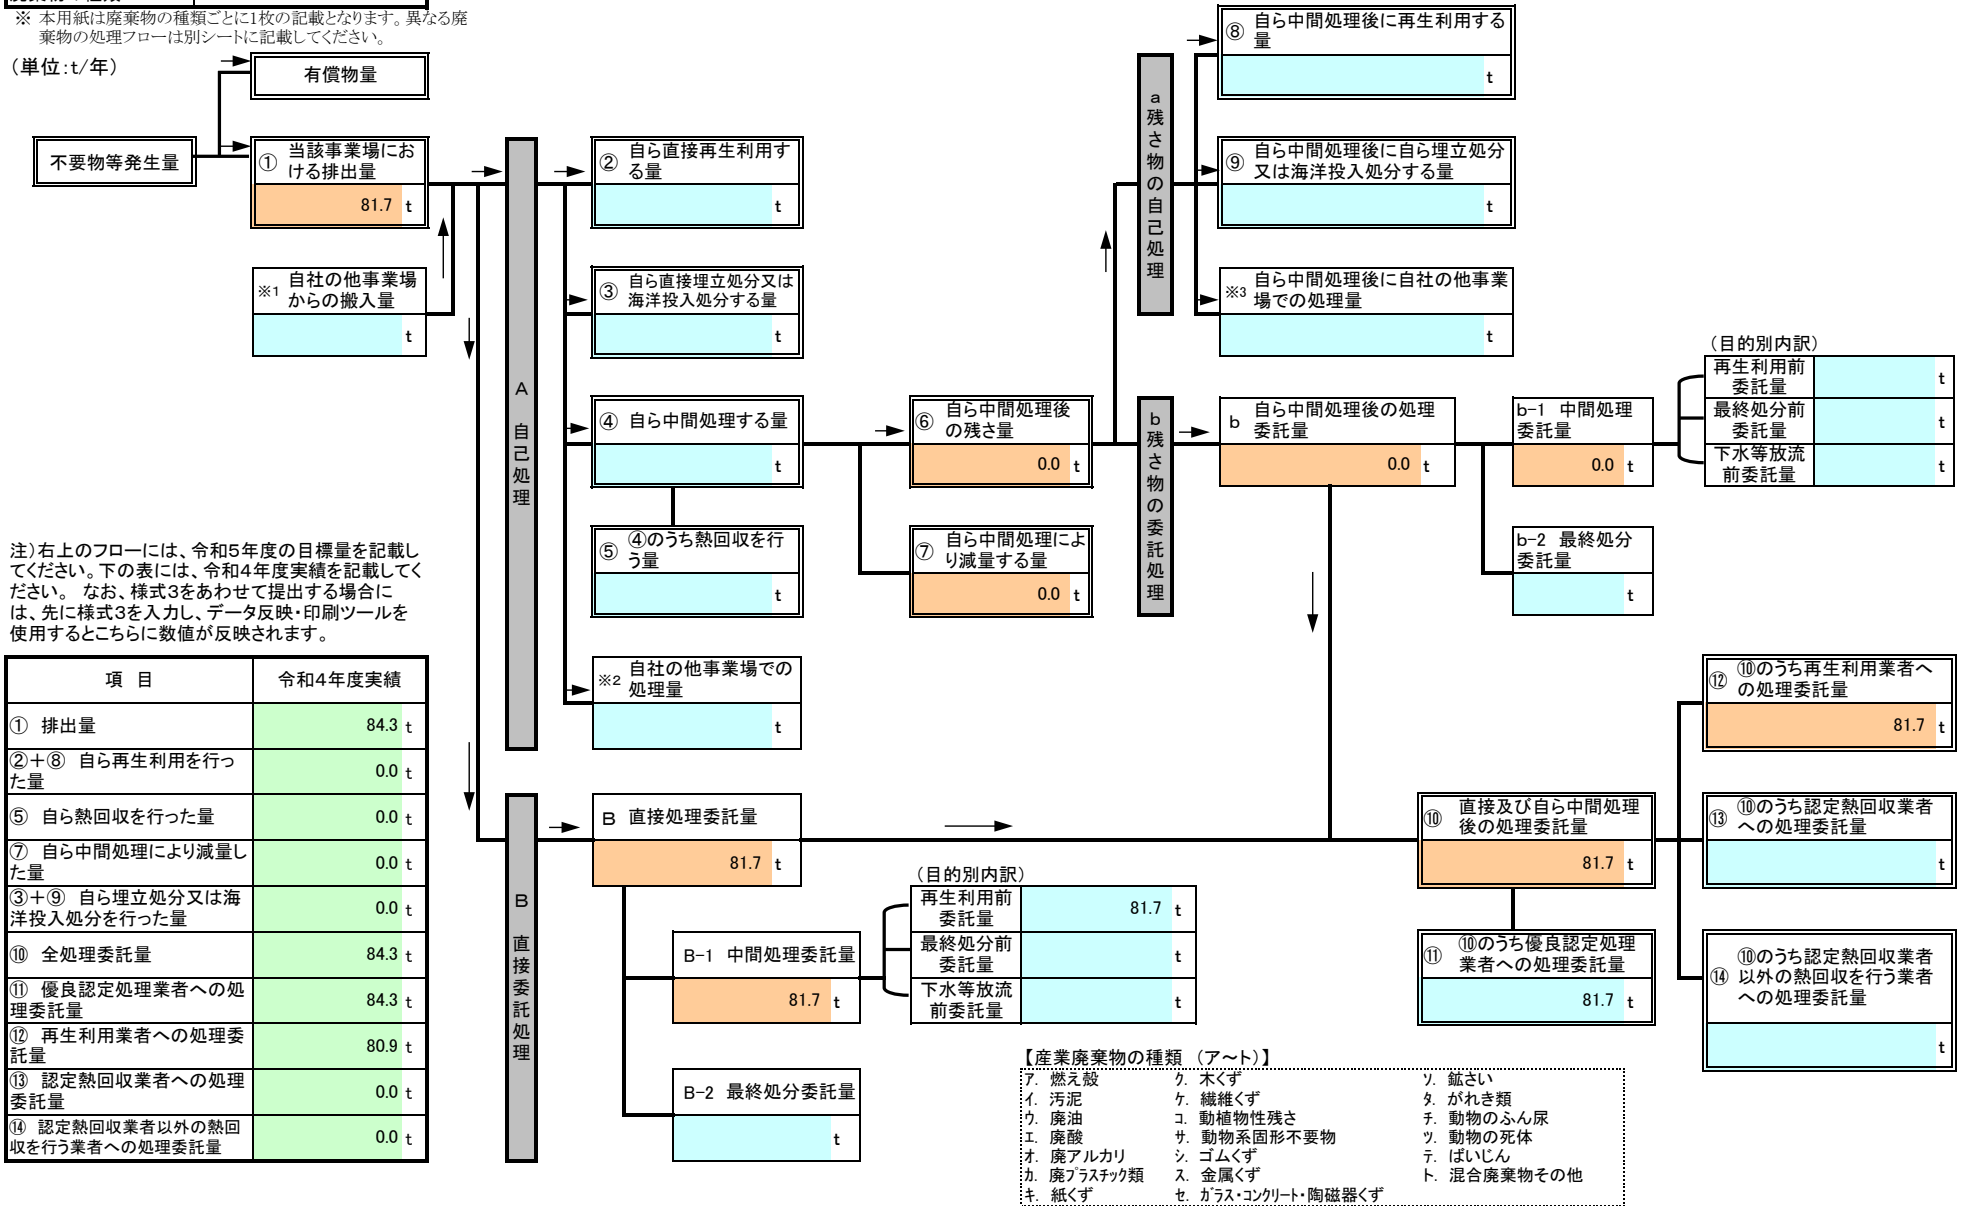 ※ 本用紙は廃棄物の種類ごとに1枚の記載となります。異なる廃
棄物の処理フローは別シートに記載してください。
(単位:t/年)
有償物量
不要物等発生量
① 当該事業場にお
ける排出量
81.7 t
※1 自社の他事業場
からの搬入量
t
A 自己処理
② 自ら直接再生利用す
る量
t
③ 自ら直接埋立処分又は
海洋投入処分する量
t
④ 自ら中間処理する量
t
⑤ ④のうち熱回収を行
う量
t
※2 自社の他事業場での
処理量
t
⑥ 自ら中間処理後
の残さ量
0.0 t
⑦ 自ら中間処理によ
り減量する量
0.0 t
a 残さ物の自己処理
⑧ 自ら中間処理後に再生利用する
量
t
⑨ 自ら中間処理後に自ら埋立処分
又は海洋投入処分する量
t
※3 自ら中間処理後に自社の他事業
場での処理量
t
b 残さ物の委託処理
b 自ら中間処理後の処理
委託量
0.0 t
b-1 中間処理
委託量
0.0 t
b-2 最終処分
委託量
t
(目的別内訳)
再生利用前
委託量
t
最終処分前
委託量
t
下水等放流
前委託量
t
注)右上のフローには、令和5年度の目標量を記載し
てください。下の表には、令和4年度実績を記載してく
ださい。 なお、様式3をあわせて提出する場合に
は、先に様式3を入力し、データ反映・印刷ツールを
使用するとこちらに数値が反映されます。
項 目 令和4年度実績
① 排出量 84.3 t
②+⑧ 自ら再生利用を行っ
た量 0.0 t
⑤ 自ら熱回収を行った量 0.0 t
⑦ 自ら中間処理により減量し
た量 0.0 t
③+⑨ 自ら埋立処分又は海
洋投入処分を行った量 0.0 t
⑩ 全処理委託量 84.3 t
⑪ 優良認定処理業者への処
理委託量 84.3 t
⑫ 再生利用業者への処理委
託量 80.9 t
⑬ 認定熱回収業者への処理
委託量 0.0 t
⑭ 認定熱回収業者以外の熱回
収を行う業者への処理委託量 0.0 t
B 直接委託処理
B 直接処理委託量
81.7 t
B-1 中間処理委託量
81.7 t
B-2 最終処分委託量
t
(目的別内訳)
再生利用前
委託量
81.7 t
最終処分前
委託量
t
下水等放流
前委託量
t
⑩ 直接及び自ら中間処理
後の処理委託量
81.7 t
⑪ ⑩のうち優良認定処理
業者への処理委託量
81.7 t
⑫ ⑩のうち再生利用業者へ
の処理委託量
81.7 t
⑬ ⑩のうち認定熱回収業者
への処理委託量
t
⑭ ⑩のうち認定熱回収業者
以外の熱回収を行う業者
への処理委託量
t
【産業廃棄物の種類 (ア~ト)】
ア. 燃え殻 ク. 木くず ソ. 鉱さい
イ. 汚泥 ケ. 繊維くず タ. がれき類
ウ. 廃油 コ. 動植物性残さ チ. 動物のふん尿
エ. 廃酸 サ. 動物系固形不要物 ツ. 動物の死体
オ. 廃アルカリ シ. ゴムくず テ. ばいじん
カ. 廃プラスチック類 ス. 金属くず ト. 混合廃棄物その他
キ. 紙くず セ. ガラス・コンクリート・陶磁器くず